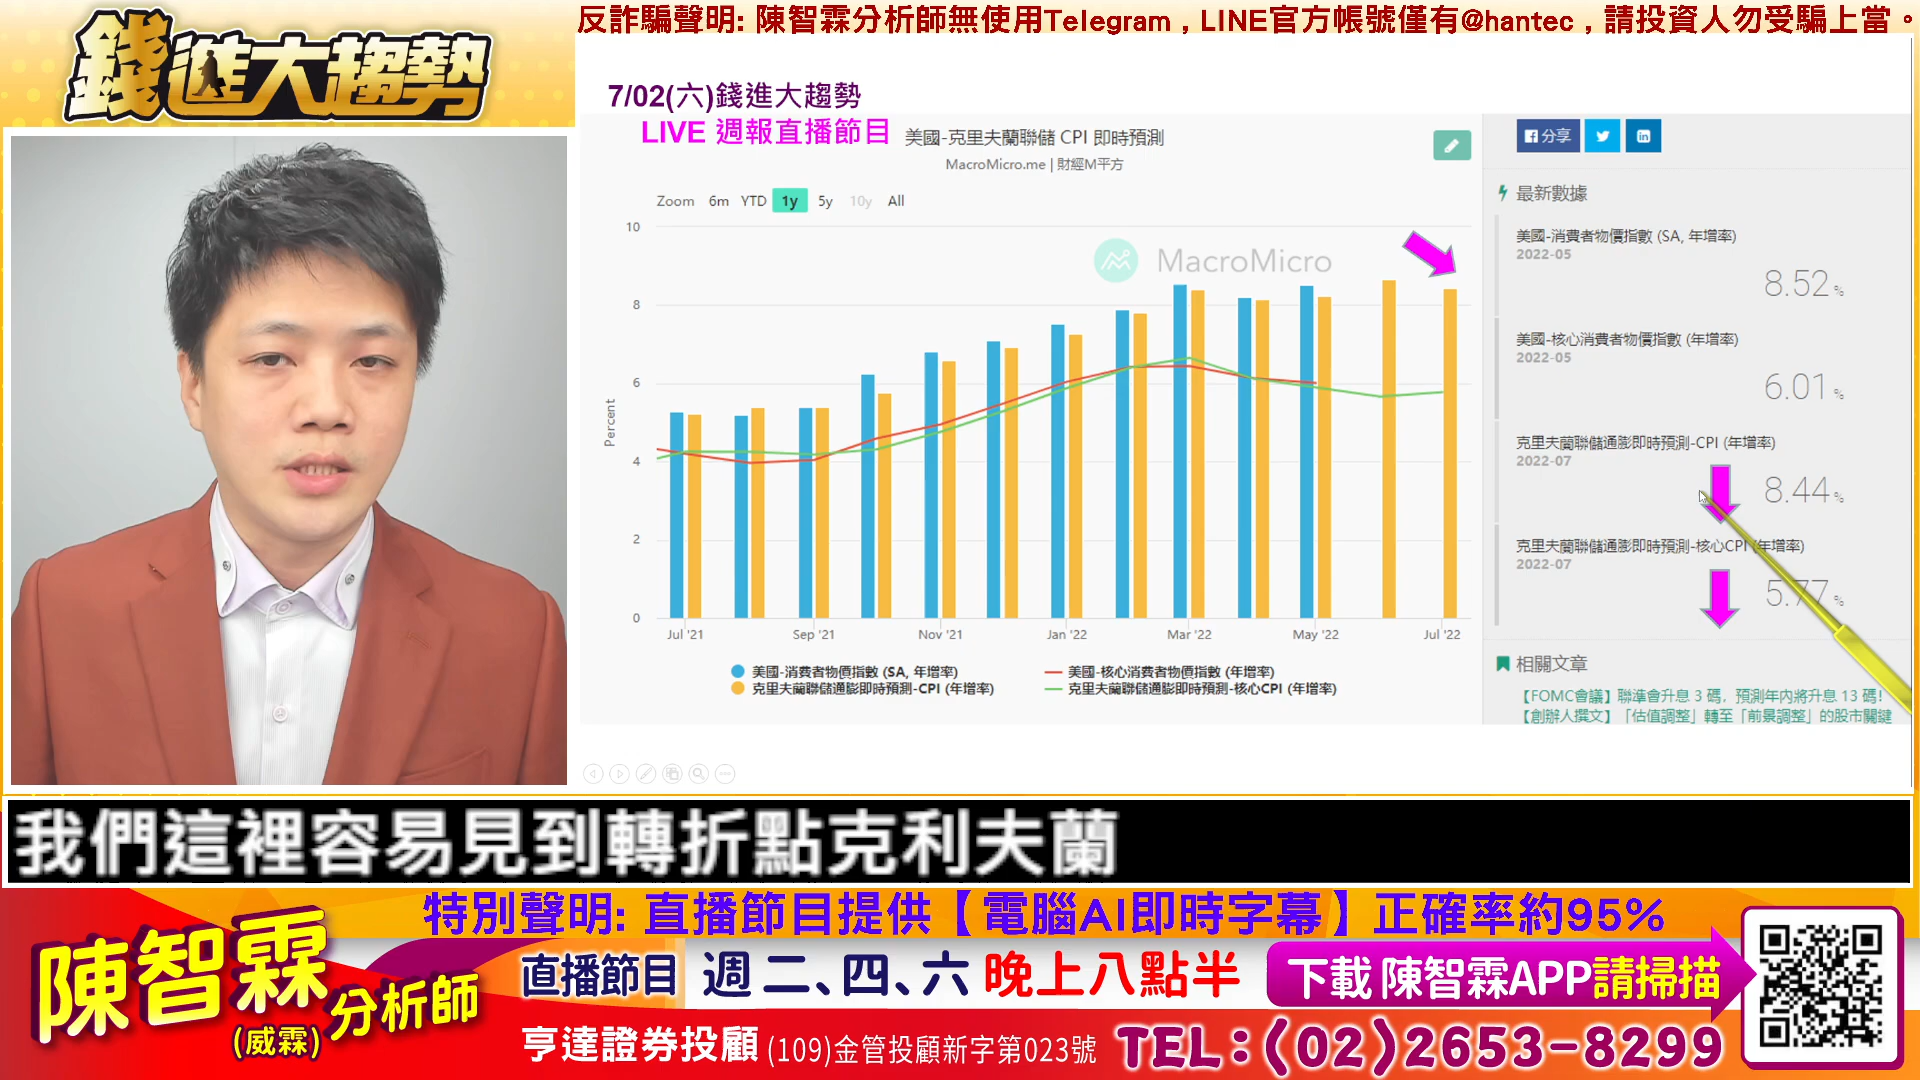 反詐騙聲明: 陳智霖分析師無使用Telegram，LINE官方帳號僅有@hantec，請投資人勿受騙上當。
錢進大趨勢
7/02(六)錢進大趨勢
LIVE 週報直播節目
美國-克里夫蘭聯儲 CPI 即時預測
MacroMicro.me | 財經M平方
Zoom 6m YTD 1y 5y 10y All
MacroMicro
Percent
10
8
6
4
2
0
Jul '21 Sep '21 Nov '21 Jan '22 Mar '22 May '22 Jul '22
美國-消費者物價指數 (SA, 年增率)
美國-核心消費者物價指數 (年增率)
克里夫蘭聯儲通膨即時預測-CPI (年增率)
克里夫蘭聯儲通膨即時預測-核心CPI (年增率)
分享
最新數據
美國-消費者物價指數 (SA, 年增率)
2022-05
8.52%
美國-核心消費者物價指數 (年增率)
2022-05
6.01%
克里夫蘭聯儲通膨即時預測-CPI (年增率)
2022-07
8.44%
克里夫蘭聯儲通膨即時預測-核心CPI (年增率)
2022-07
5.77%
相關文章
【FOMC會議】聯準會升息 3 碼，預測年內將升息 13 碼!
【創辦人撰文】「估值調整」轉至「前景調整」的股市關鍵
我們這裡容易見到轉折點克利夫蘭
特別聲明: 直播節目提供【電腦AI即時字幕】正確率約95%
陳智霖分析師
(威霖)
直播節目 週二、四、六 晚上八點半
下載 陳智霖APP請掃描
亨達證券投顧 (109)金管投顧新字第023號 TEL:(02)2653-8299